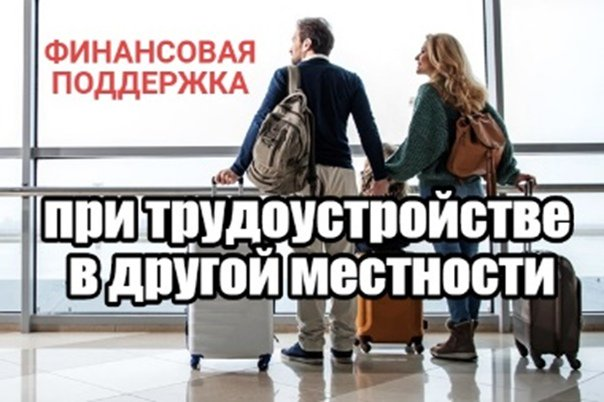 ФИНАНСОВАЯ
ПОДДЕРЖКА
при трудоустройстве
в другой местности